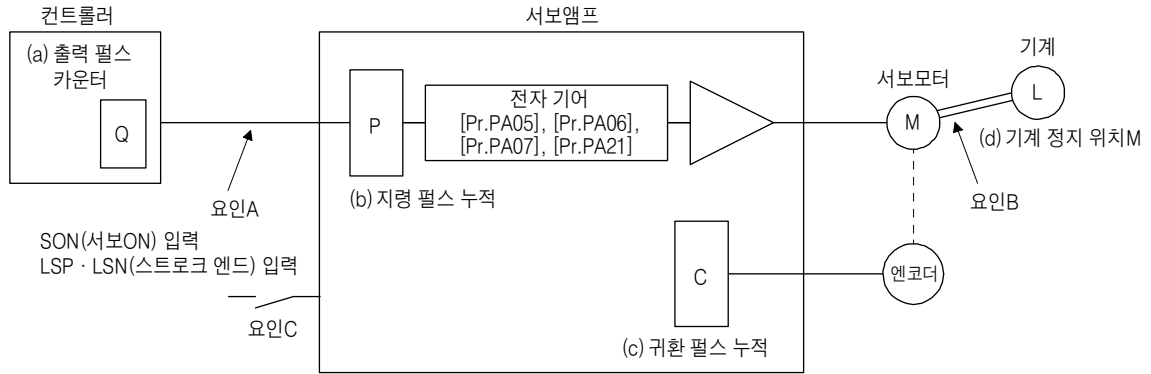 컨트롤러
(a) 출력 펄스
카운터
Q
요인A
SON(서보ON) 입력
LSP · LSN(스트로크 엔드) 입력
요인C
서보앰프
P
(b) 지령 펄스 누적
전자 기어
[Pr.PA05], [Pr.PA06],
[Pr.PA07], [Pr.PA21]
C
(c) 귀환 펄스 누적
서보모터
M
엔코더
기계
L
(d) 기계 정지 위치M
요인B